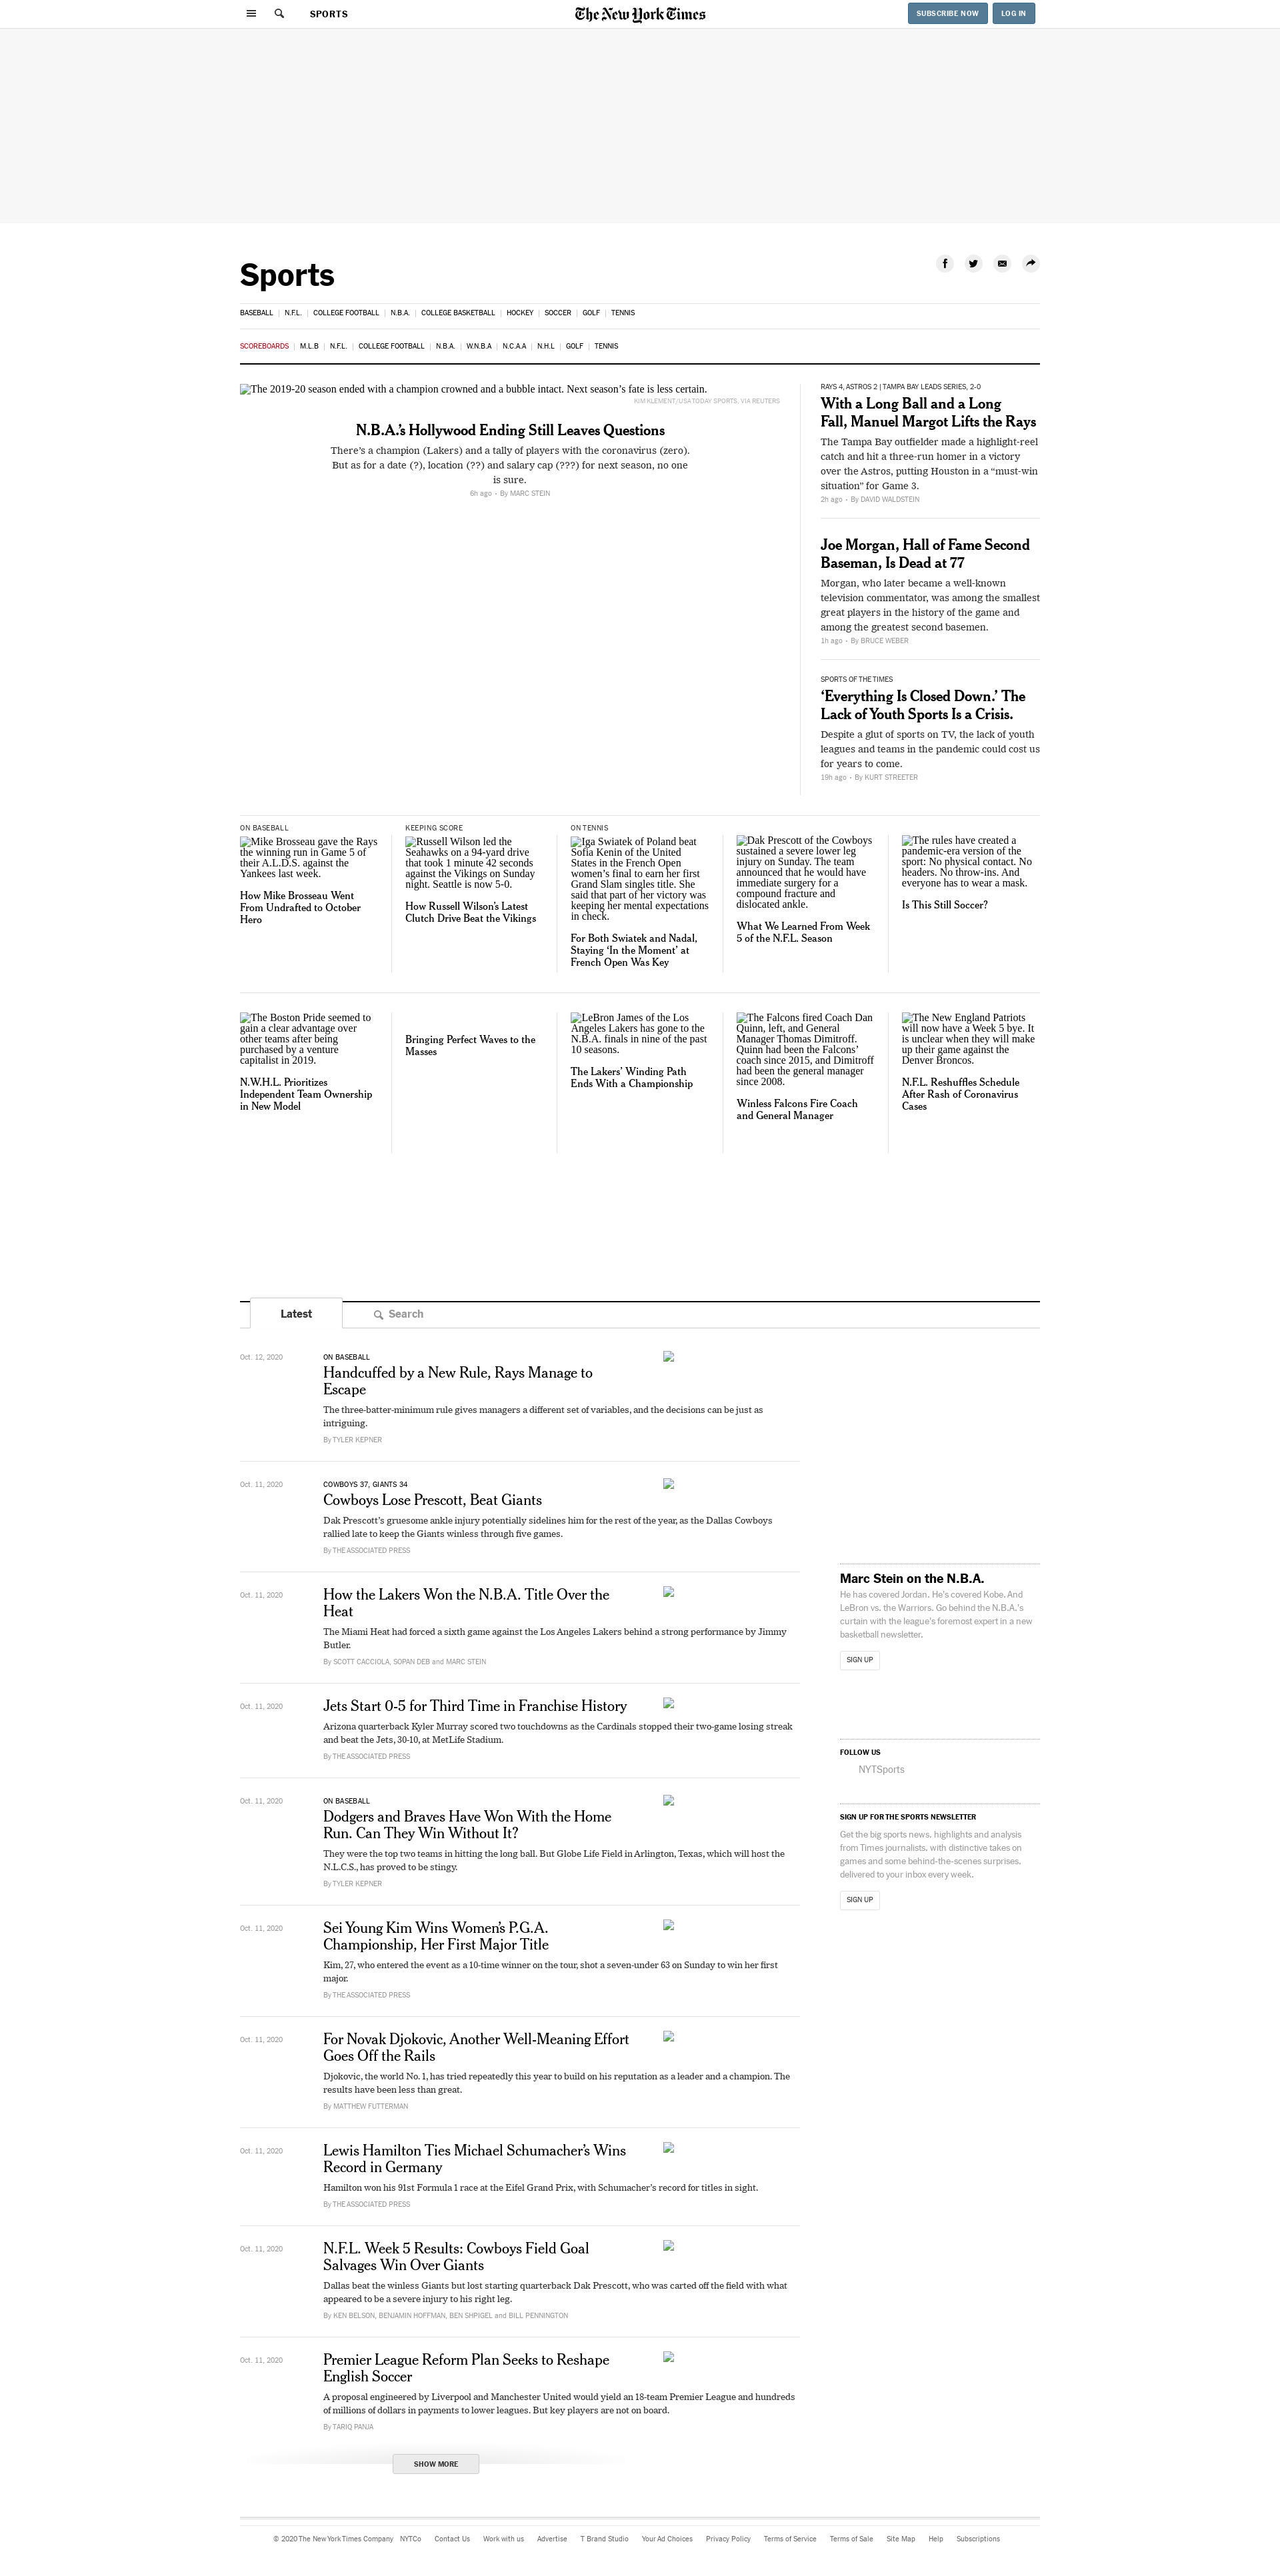 SPORTS
The New York Times
SUBSCRIBE NOW
LOG IN
Sports
BASEBALL | N.F.L. | COLLEGE FOOTBALL | N.B.A. | COLLEGE BASKETBALL | HOCKEY | SOCCER | GOLF | TENNIS
SCOREBOARDS | M.L.B | N.F.L. | COLLEGE FOOTBALL | N.B.A. | W.N.B.A | N.C.A.A | N.H.L | GOLF | TENNIS
The 2019-20 season ended with a champion crowned and a bubble intact. Next season’s fate is less certain.
KIM KLEMENT/USA TODAY SPORTS, VIA REUTERS
N.B.A.’s Hollywood Ending Still Leaves Questions
There’s a champion (Lakers) and a tally of players with the coronavirus (zero).
But as for a date (?), location (??) and salary cap (???) for next season, no one
is sure.
6h ago • By MARC STEIN
RAYS 4, ASTROS 2 | TAMPA BAY LEADS SERIES, 2-0
With a Long Ball and a Long
Fall, Manuel Margot Lifts the Rays
The Tampa Bay outfielder made a highlight-reel
catch and hit a three-run homer in a victory
over the Astros, putting Houston in a “must-win
situation” for Game 3.
2h ago • By DAVID WALDSTEIN
Joe Morgan, Hall of Fame Second
Baseman, Is Dead at 77
Morgan, who later became a well-known
television commentator, was among the smallest
great players in the history of the game and
among the greatest second basemen.
1h ago • By BRUCE WEBER
SPORTS OF THE TIMES
‘Everything Is Closed Down.’ The
Lack of Youth Sports Is a Crisis.
Despite a glut of sports on TV, the lack of youth
leagues and teams in the pandemic could cost us
for years to come.
19h ago • By KURT STREETER
ON BASEBALL
Mike Brosseau gave the Rays
the winning run in Game 5 of
their A.L.D.S. against the
Yankees last week.
How Mike Brosseau Went
From Undrafted to October
Hero
KEEPING SCORE
Russell Wilson led the
Seahawks on a 94-yard drive
that took 1 minute 42 seconds
against the Vikings on Sunday
night. Seattle is now 5-0.
How Russell Wilson’s Latest
Clutch Drive Beat the Vikings
ON TENNIS
Iga Swiatek of Poland beat
Sofia Kenin of the United
States in the French Open
women’s final to earn her first
Grand Slam singles title. She
said that part of her victory was
keeping her mental expectations
in check.
For Both Swiatek and Nadal,
Staying ‘In the Moment’ at
French Open Was Key
Dak Prescott of the Cowboys
sustained a severe lower leg
injury on Sunday. The team
announced that he would have
immediate surgery for a
compound fracture and
dislocated ankle.
What We Learned From Week
5 of the N.F.L. Season
The rules have created a
pandemic-era version of the
sport: No physical contact. No
headers. No throw-ins. And
everyone has to wear a mask.
Is This Still Soccer?
The Boston Pride seemed to
gain a clear advantage over
other teams after being
purchased by a venture
capitalist in 2019.
N.W.H.L. Prioritizes
Independent Team Ownership
in New Model
Bringing Perfect Waves to the
Masses
LeBron James of the Los
Angeles Lakers has gone to the
N.B.A. finals in nine of the past
10 seasons.
The Lakers’ Winding Path
Ends With a Championship
The Falcons fired Coach Dan
Quinn, left, and General
Manager Thomas Dimitroff.
Quinn had been the Falcons’
coach since 2015, and Dimitroff
had been the general manager
since 2008.
Winless Falcons Fire Coach
and General Manager
The New England Patriots
will now have a Week 5 bye. It
is unclear when they will make
up their game against the
Denver Broncos.
N.F.L. Reshuffles Schedule
After Rash of Coronavirus
Cases
Latest
Search
Oct. 12, 2020
ON BASEBALL
Handcuffed by a New Rule, Rays Manage to
Escape
The three-batter-minimum rule gives managers a different set of variables, and the decisions can be just as
intriguing.
By TYLER KEPNER
Oct. 11, 2020
COWBOYS 37, GIANTS 34
Cowboys Lose Prescott, Beat Giants
Dak Prescott’s gruesome ankle injury potentially sidelines him for the rest of the year, as the Dallas Cowboys
rallied late to keep the Giants winless through five games.
By THE ASSOCIATED PRESS
Oct. 11, 2020
How the Lakers Won the N.B.A. Title Over the
Heat
The Miami Heat had forced a sixth game against the Los Angeles Lakers behind a strong performance by Jimmy
Butler.
By SCOTT CACCIOLA, SOPAN DEB and MARC STEIN
Oct. 11, 2020
Jets Start 0-5 for Third Time in Franchise History
Arizona quarterback Kyler Murray scored two touchdowns as the Cardinals stopped their two-game losing streak
and beat the Jets, 30-10, at MetLife Stadium.
By THE ASSOCIATED PRESS
Oct. 11, 2020
ON BASEBALL
Dodgers and Braves Have Won With the Home
Run. Can They Win Without It?
They were the top two teams in hitting the long ball. But Globe Life Field in Arlington, Texas, which will host the
N.L.C.S., has proved to be stingy.
By TYLER KEPNER
Oct. 11, 2020
Sei Young Kim Wins Women’s P.G.A.
Championship, Her First Major Title
Kim, 27, who entered the event as a 10-time winner on the tour, shot a seven-under 63 on Sunday to win her first
major.
By THE ASSOCIATED PRESS
Oct. 11, 2020
For Novak Djokovic, Another Well-Meaning Effort
Goes Off the Rails
Djokovic, the world No. 1, has tried repeatedly this year to build on his reputation as a leader and a champion. The
results have been less than great.
By MATTHEW FUTTERMAN
Oct. 11, 2020
Lewis Hamilton Ties Michael Schumacher’s Wins
Record in Germany
Hamilton won his 91st Formula 1 race at the Eifel Grand Prix, with Schumacher’s record for titles in sight.
By THE ASSOCIATED PRESS
Oct. 11, 2020
N.F.L. Week 5 Results: Cowboys Field Goal
Salvages Win Over Giants
Dallas beat the winless Giants but lost starting quarterback Dak Prescott, who was carted off the field with what
appeared to be a severe injury to his right leg.
By KEN BELSON, BENJAMIN HOFFMAN, BEN SHPIGEL and BILL PENNINGTON
Oct. 11, 2020
Premier League Reform Plan Seeks to Reshape
English Soccer
A proposal engineered by Liverpool and Manchester United would yield an 18-team Premier League and hundreds
of millions of dollars in payments to lower leagues. But key players are not on board.
By TARIQ PANJA
SHOW MORE
Marc Stein on the N.B.A.
He has covered Jordan. He's covered Kobe. And
LeBron vs. the Warriors. Go behind the N.B.A.'s
curtain with the league's foremost expert in a new
basketball newsletter.
SIGN UP
FOLLOW US
NYTSports
SIGN UP FOR THE SPORTS NEWSLETTER
Get the big sports news, highlights and analysis
from Times journalists, with distinctive takes on
games and some behind-the-scenes surprises,
delivered to your inbox every week.
SIGN UP
© 2020 The New York Times Company NYTCo Contact Us Work with us Advertise T Brand Studio Your Ad Choices Privacy Policy Terms of Service Terms of Sale Site Map Help Subscriptions